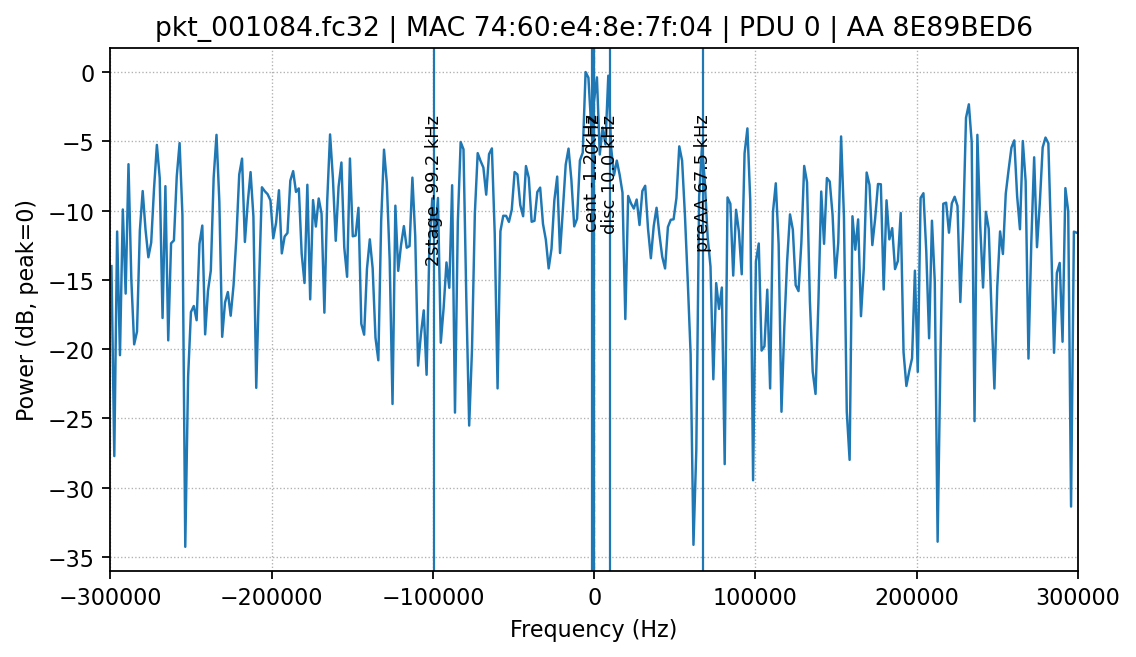 pkt_001084.fc32 | MAC 74:60:e4:8e:7f:04 | PDU 0 | AA 8E89BED6
Power (dB, peak=0)
0
−5
−10
−15
−20
−25
−30
−35
2stage -99.2 kHz
disc 10.0 kHz
preAA 67.5 kHz
−300000
−200000
−100000
0
100000
200000
300000
Frequency (Hz)